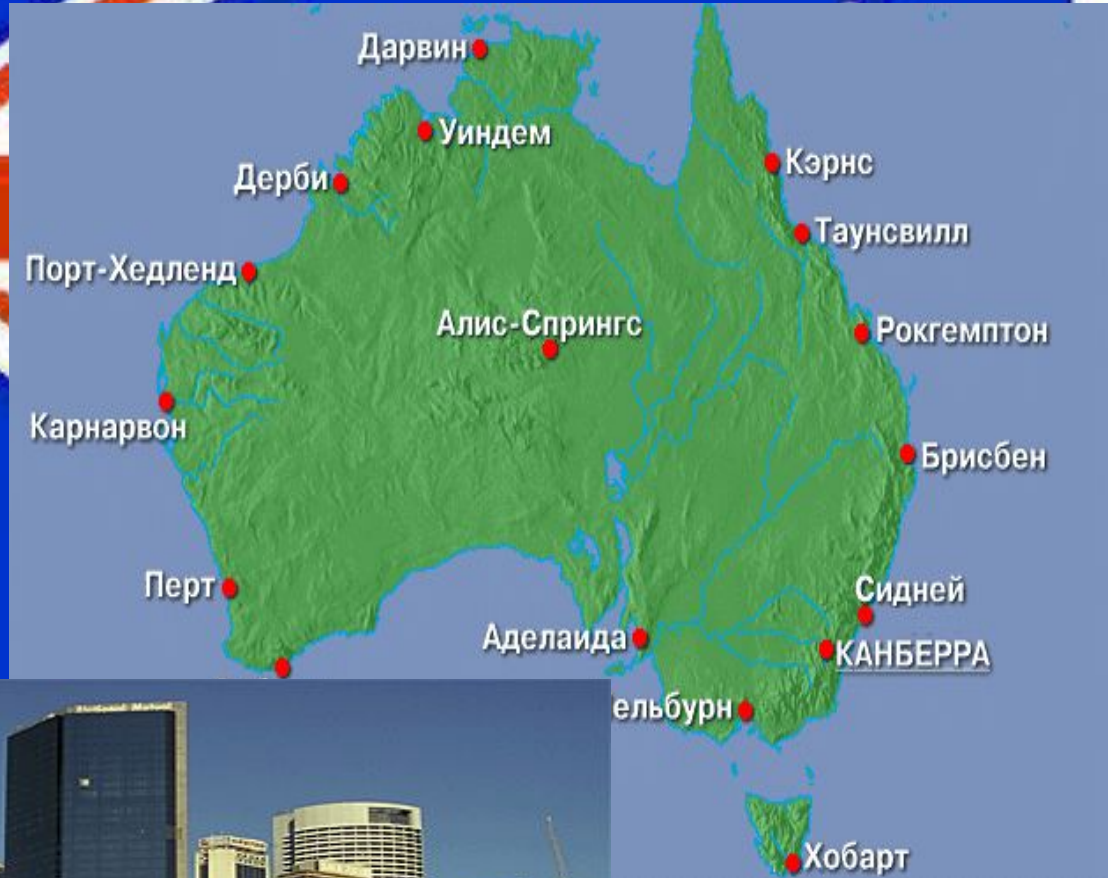 Дарвин
Уиндем
Кэрнс
Дерби
Таунсвилл
Порт-Хедленд
Алис-Спрингс
Рокгемптон
Карнарвон
Брисбен
Перт
Сидней
Аделаида
КАНБЕРРА
ельбурн
Хобарт